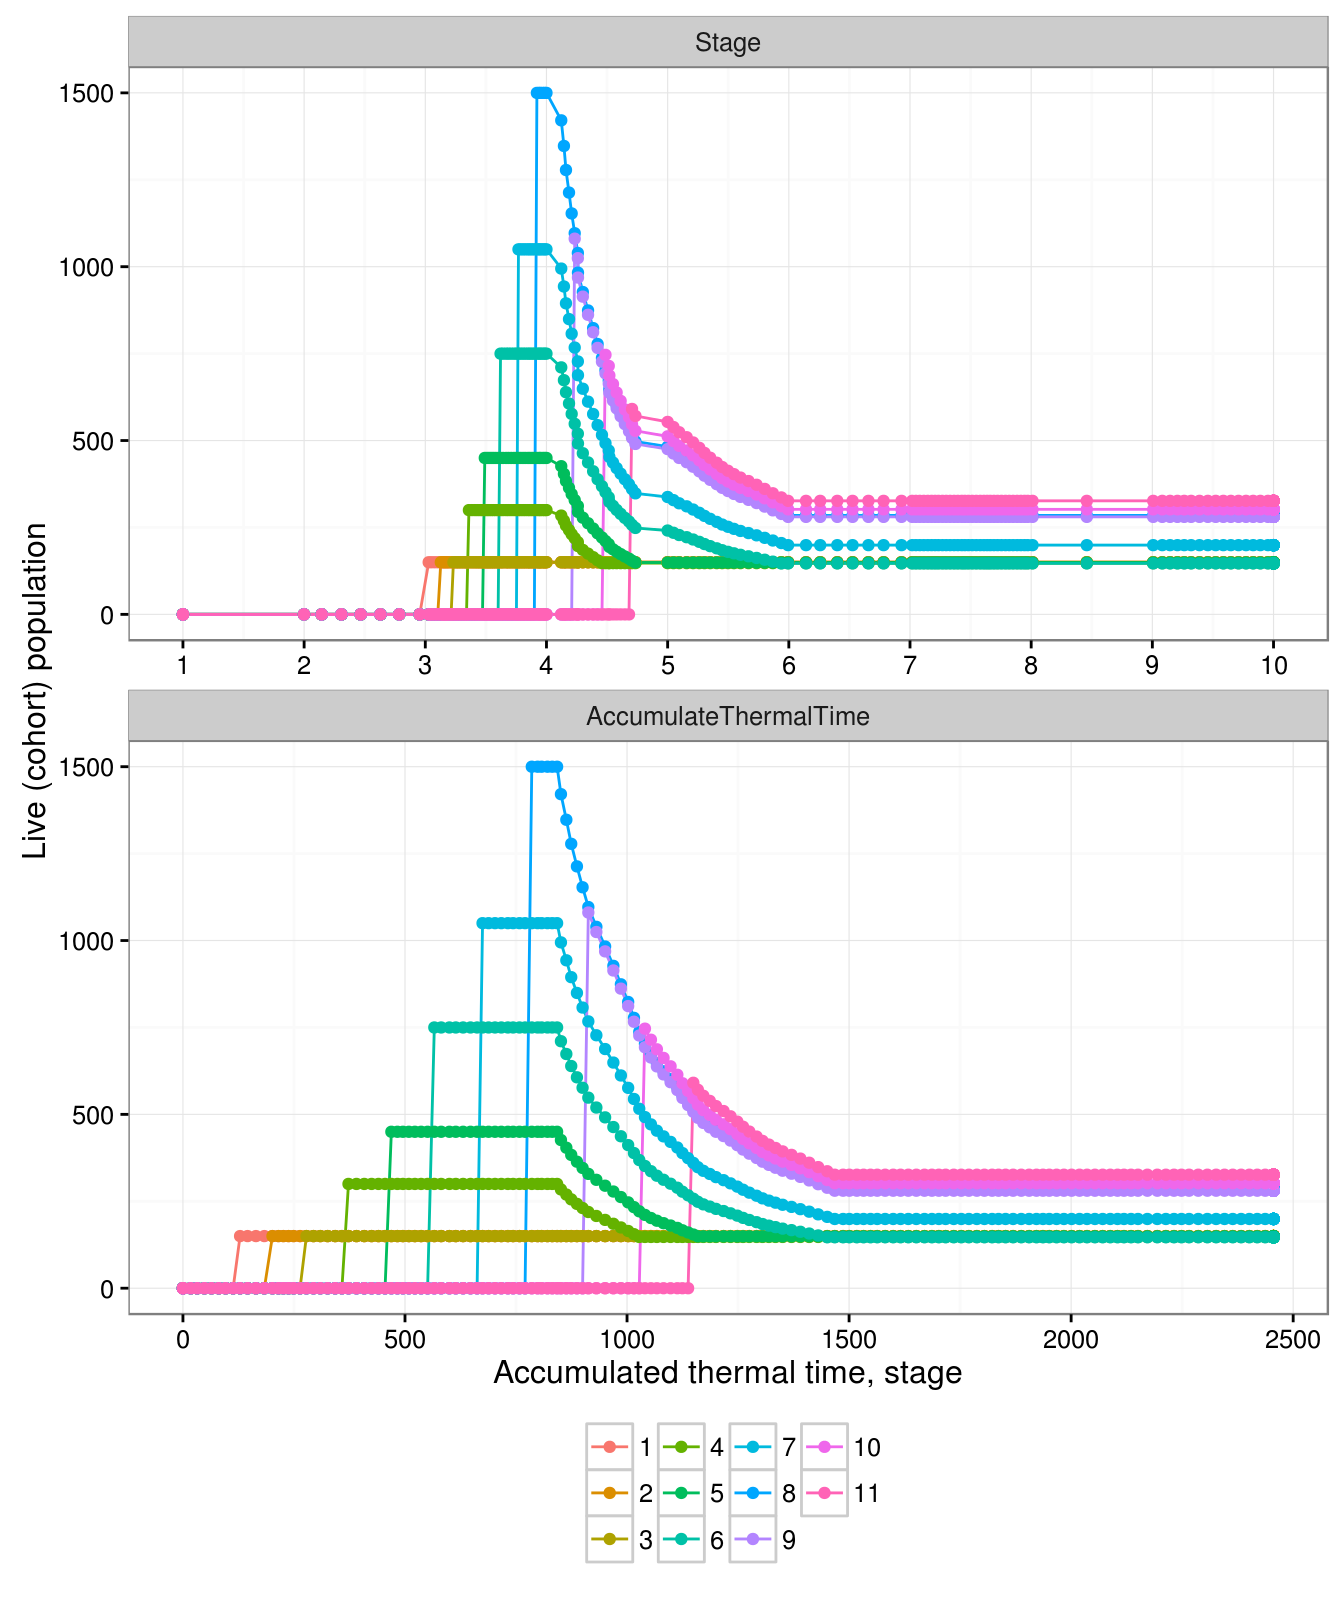 Stage
1500
1000
500
0
1 2 3 4 5 6 7 8 9 10
Live (cohort) population
AccumulateThermalTime
1500
1000
500
0
0 500 1000 1500 2000 2500
Accumulated thermal time, stage
1 4 7 10
2 5 8 11
3 6 9